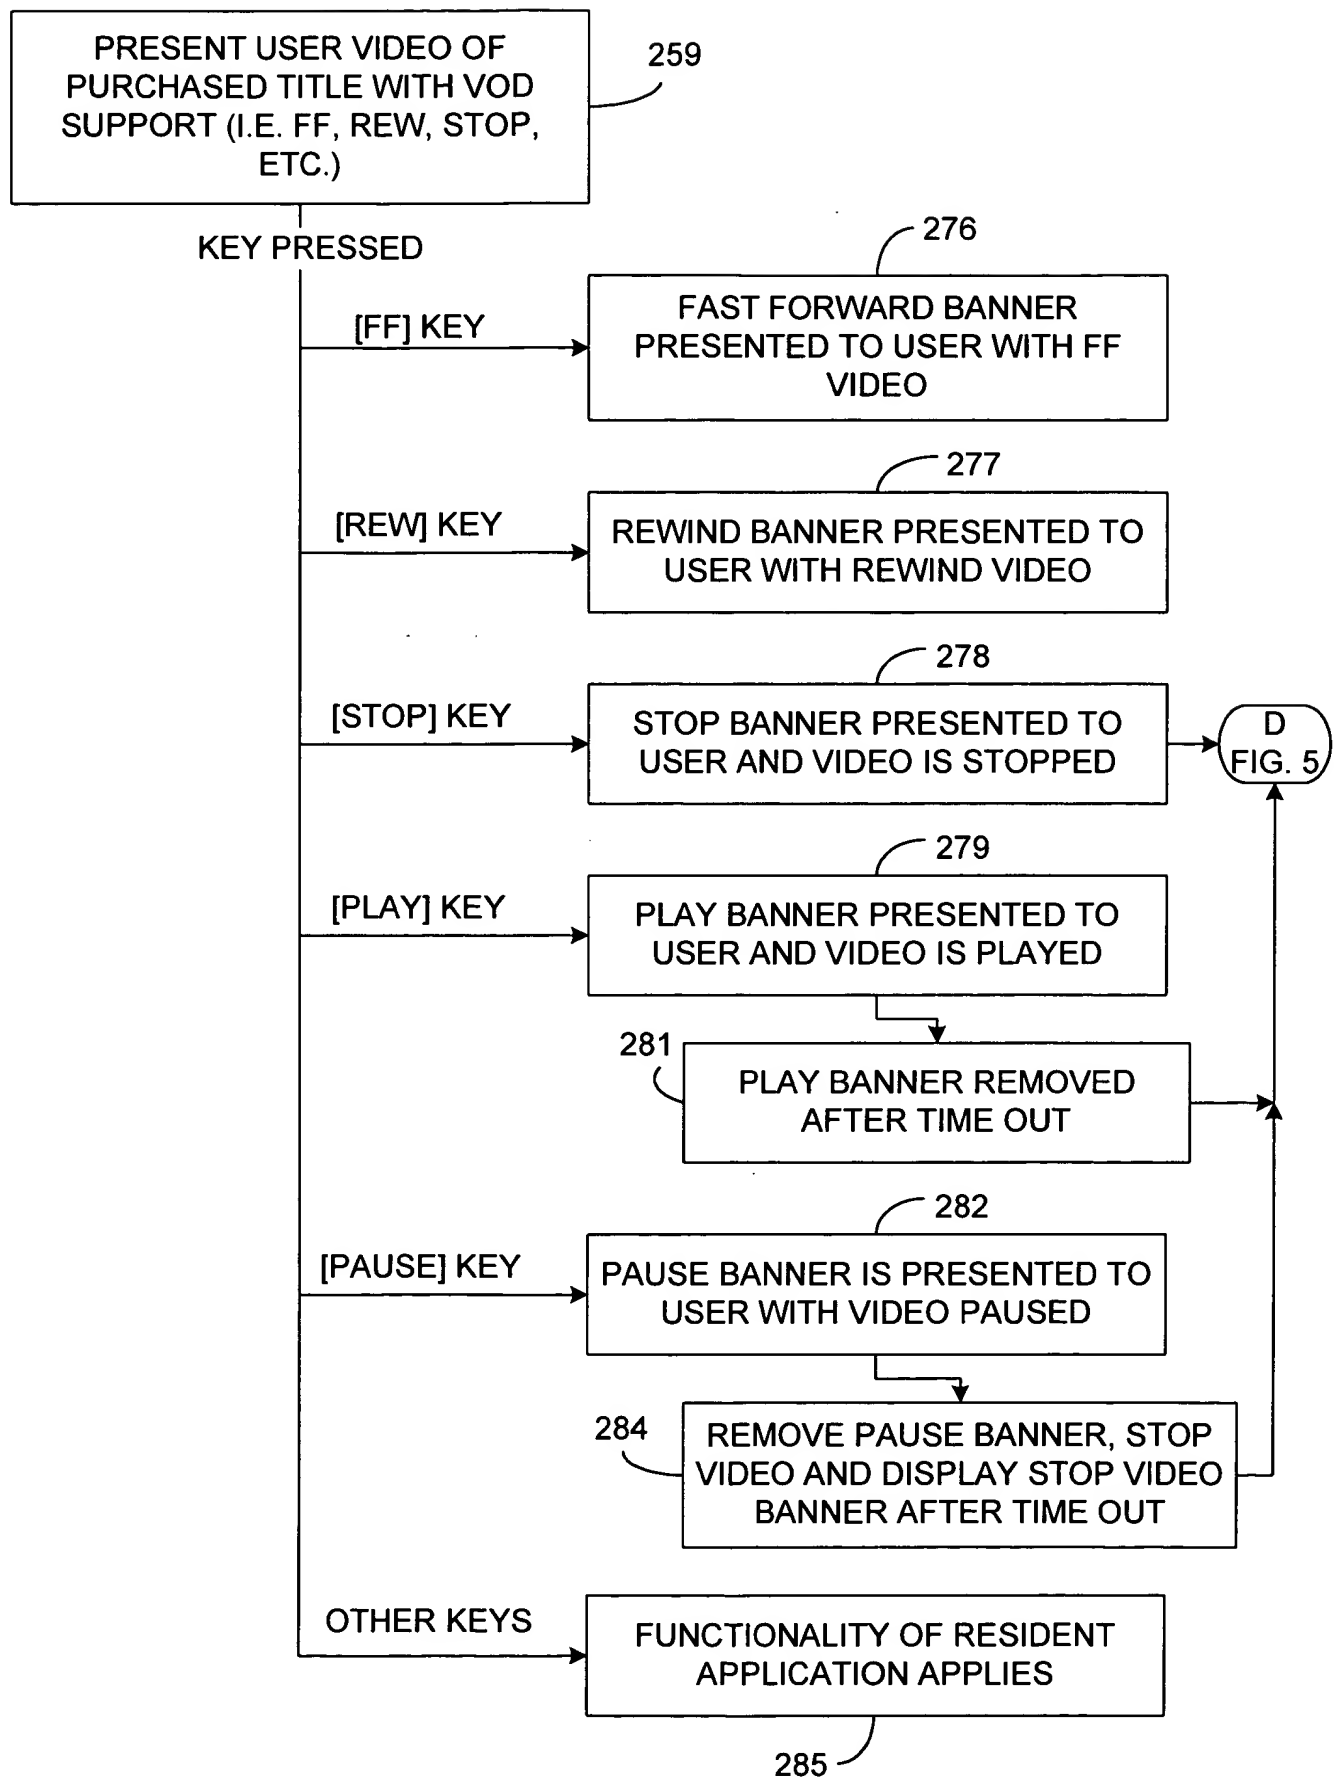 PRESENT USER VIDEO OF
PURCHASED TITLE WITH VOD
SUPPORT (I.E. FF, REW, STOP,
ETC.)
259
KEY PRESSED
276
[FF] KEY
FAST FORWARD BANNER
PRESENTED TO USER WITH FF
VIDEO
277
[REW] KEY
REWIND BANNER PRESENTED TO
USER WITH REWIND VIDEO
278
[STOP] KEY
STOP BANNER PRESENTED TO
USER AND VIDEO IS STOPPED
D
FIG. 5
279
[PLAY] KEY
PLAY BANNER PRESENTED TO
USER AND VIDEO IS PLAYED
281
PLAY BANNER REMOVED
AFTER TIME OUT
282
[PAUSE] KEY
PAUSE BANNER IS PRESENTED TO
USER WITH VIDEO PAUSED
284
REMOVE PAUSE BANNER, STOP
VIDEO AND DISPLAY STOP VIDEO
BANNER AFTER TIME OUT
OTHER KEYS
FUNCTIONALITY OF RESIDENT
APPLICATION APPLIES
285